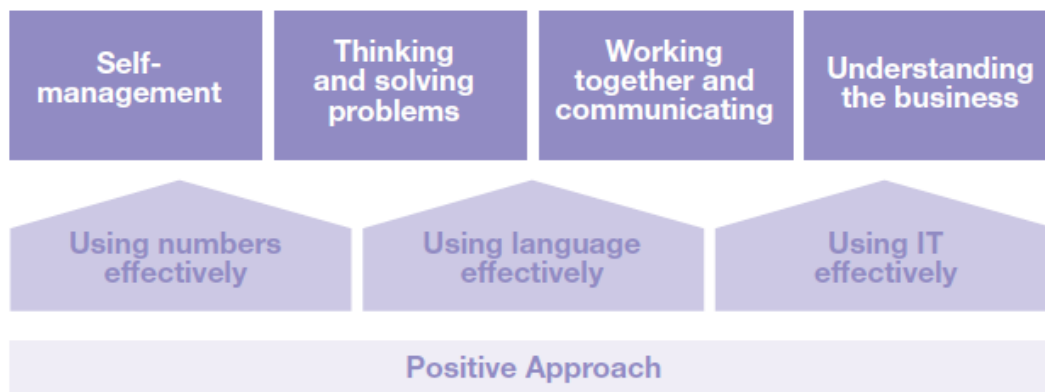 Self-
management
Thinking
and solving
problems
Working
together and
communicating
Understanding
the business
Using numbers
effectively
Using language
effectively
Using IT
effectively
Positive Approach